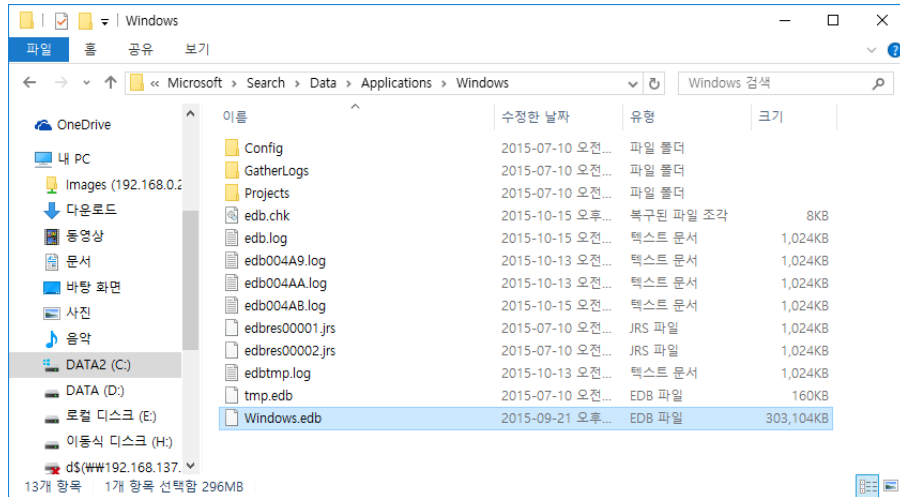 Windows
파일 홈 공유 보기
« Microsoft › Search › Data › Applications › Windows
Windows 검색
이름 수정한 날짜 유형 크기
OneDrive
내 PC
Images (192.168.0.2
다운로드
동영상
문서
바탕 화면
사진
음악
DATA2 (C:)
DATA (D:)
로컬 디스크 (E:)
이동식 디스크 (H:)
d$(₩₩192.168.137.
Config 2015-07-10 오전... 파일 폴더
GatherLogs 2015-07-10 오전... 파일 폴더
Projects 2015-07-10 오전... 파일 폴더
edb.chk 2015-10-15 오후... 복구된 파일 조각 8KB
edb.log 2015-10-15 오전... 텍스트 문서 1,024KB
edb004A9.log 2015-10-13 오전... 텍스트 문서 1,024KB
edb004AA.log 2015-10-13 오전... 텍스트 문서 1,024KB
edb004AB.log 2015-10-15 오전... 텍스트 문서 1,024KB
edbres00001.jrs 2015-07-10 오전... JRS 파일 1,024KB
edbres00002.jrs 2015-07-10 오전... JRS 파일 1,024KB
edbtmp.log 2015-10-13 오전... 텍스트 문서 1,024KB
tmp.edb 2015-07-10 오전... EDB 파일 160KB
Windows.edb 2015-09-21 오후... EDB 파일 303,104KB
13개 항목 1개 항목 선택함 296MB